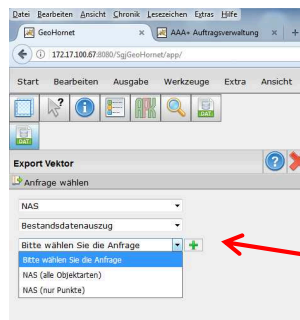 Datei Bearbeiten Ansicht Chronik Lesezeichen Extras Hilfe
GeoHornet × AAA+ Auftragsverwaltung × +
172.17.100.67:8080/SgjGeoHornet/app/
Start Bearbeiten Ausgabe Werkzeuge Extra Ansicht
DAT
DAT
Export Vektor
Anfrage wählen
NAS
Bestandsdatenauszug
Bitte wählen Sie die Anfrage
Bitte wählen Sie die Anfrage
NAS (alle Objektarten)
NAS (nur Punkte)